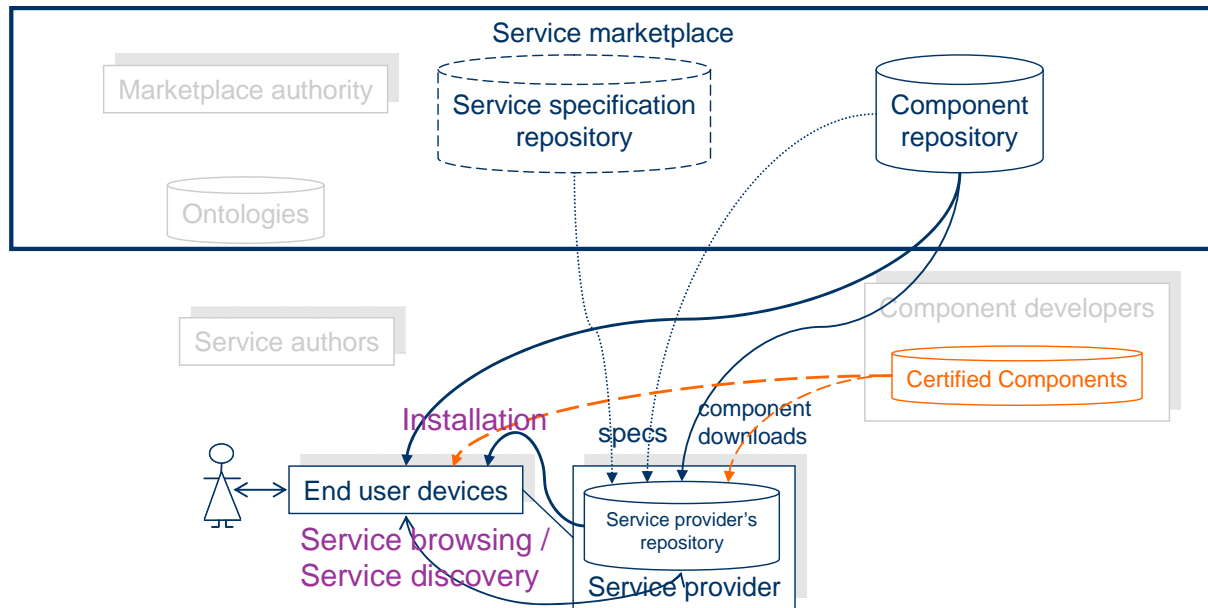 Service marketplace
Marketplace authority
Service specification
repository
Component
repository
Ontologies
Component developers
Service authors
Certified Components
Installation
component
downloads
specs
End user devices
Service provider's
repository
Service browsing /
Service discovery
Service provider